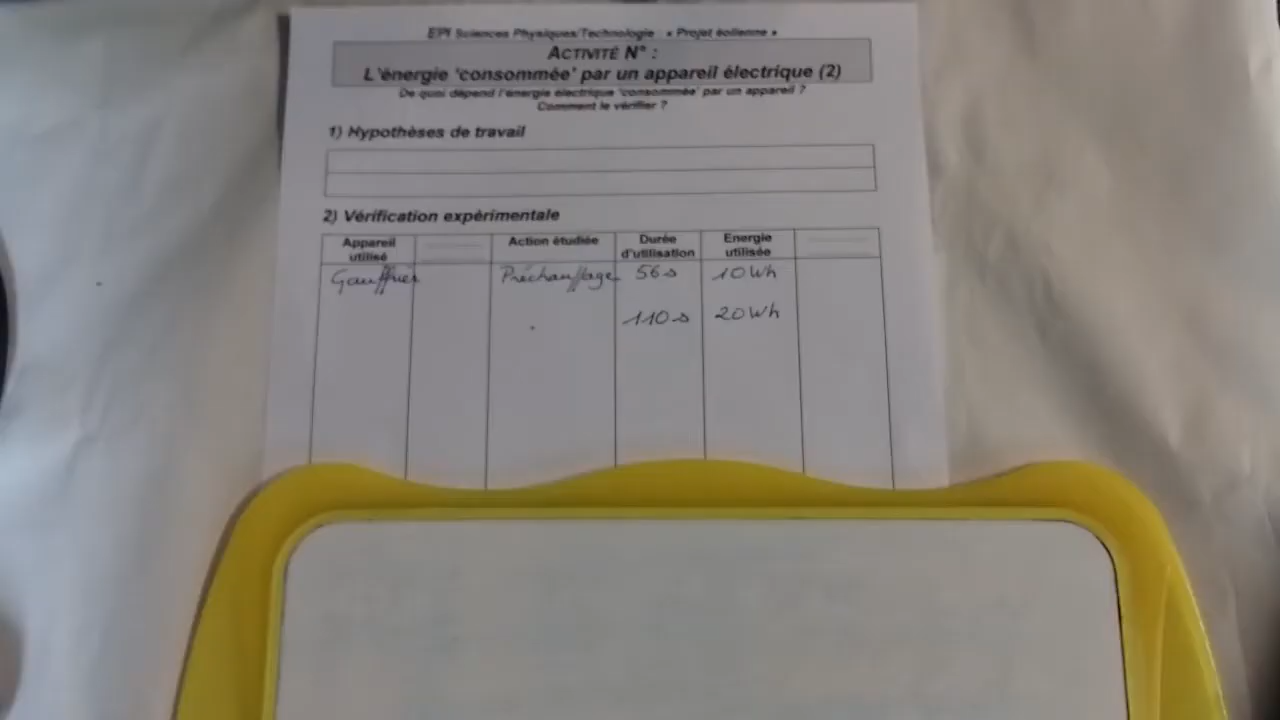 EPI Sciences Physiques/Technologie : « Projet éolienne »
ACTIVITÉ N° :
L'énergie 'consommée' par un appareil électrique (2)
De quoi dépend l'énergie électrique 'consommée' par un appareil ?
Comment le vérifier ?
1) Hypothèses de travail
2) Vérification expérimentale
Appareil utilisé
Action étudiée
Durée d'utilisation
Energie utilisée
Gauffrier
Préchauffage
56 s
10 Wh
110 s
20 Wh